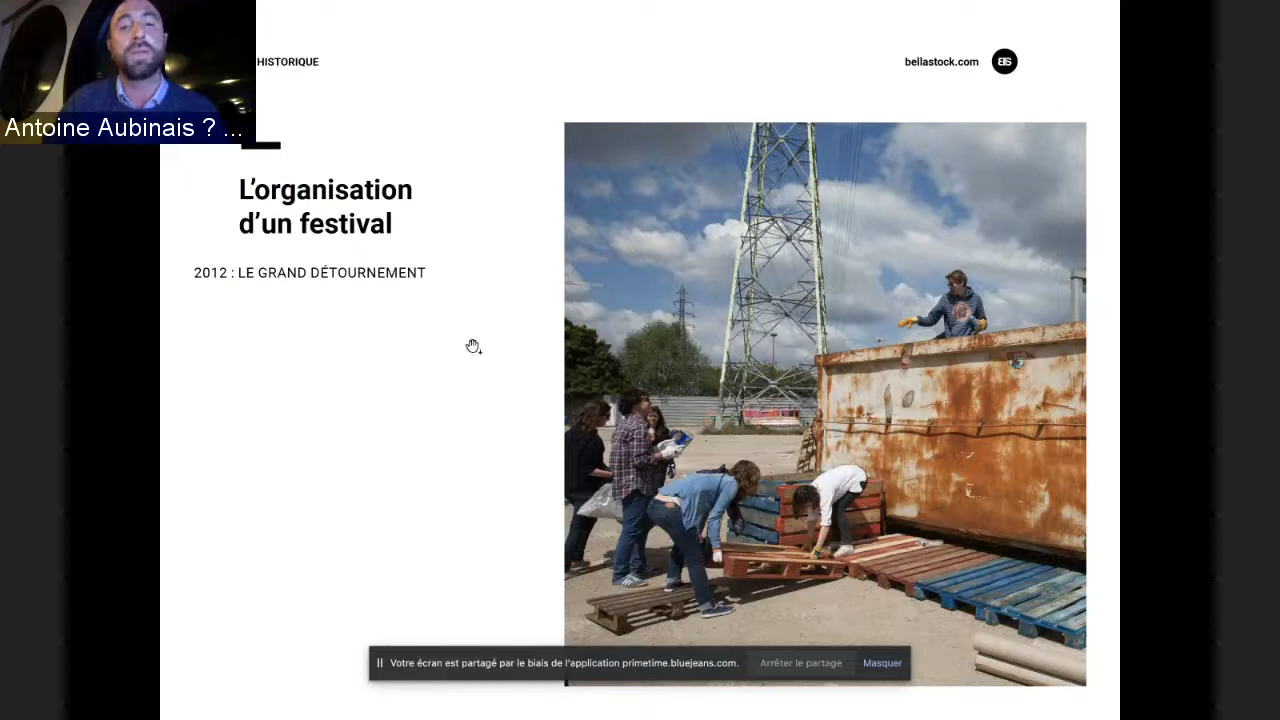 HISTORIQUE
bellastock.com
Antoine Aubinais ? ...
L'organisation
d'un festival
2012 : LE GRAND DÉTOURNEMENT
Votre écran est partagé par le biais de l'application primetime.bluejeans.com.
Arrêter le partage
Masquer